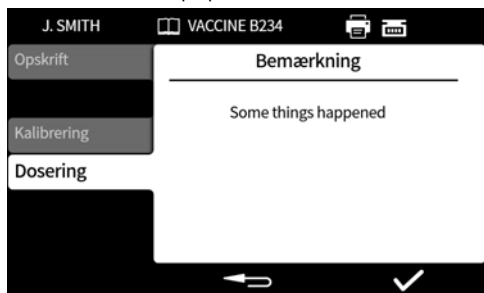 J. SMITH
VACCINE B234
Opskrift
Bemærkning
Some things happened
Kalibrering
Dosering